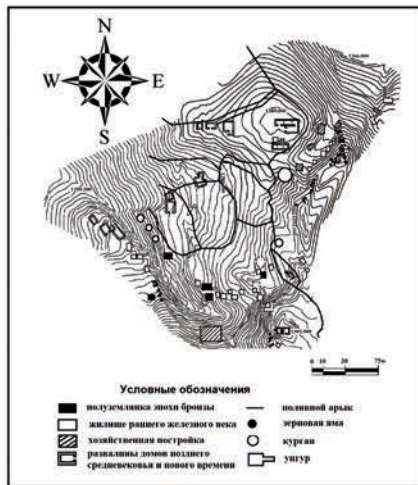 N
W E
S
0 10 20 75м
Условные обозначения
полуземлянка эпохи бронзы
поливной арык
жилище раннего железного века
зерновая яма
хозяйственная постройка
курган
развалины домов позднего
средневековья и нового времени
унгур